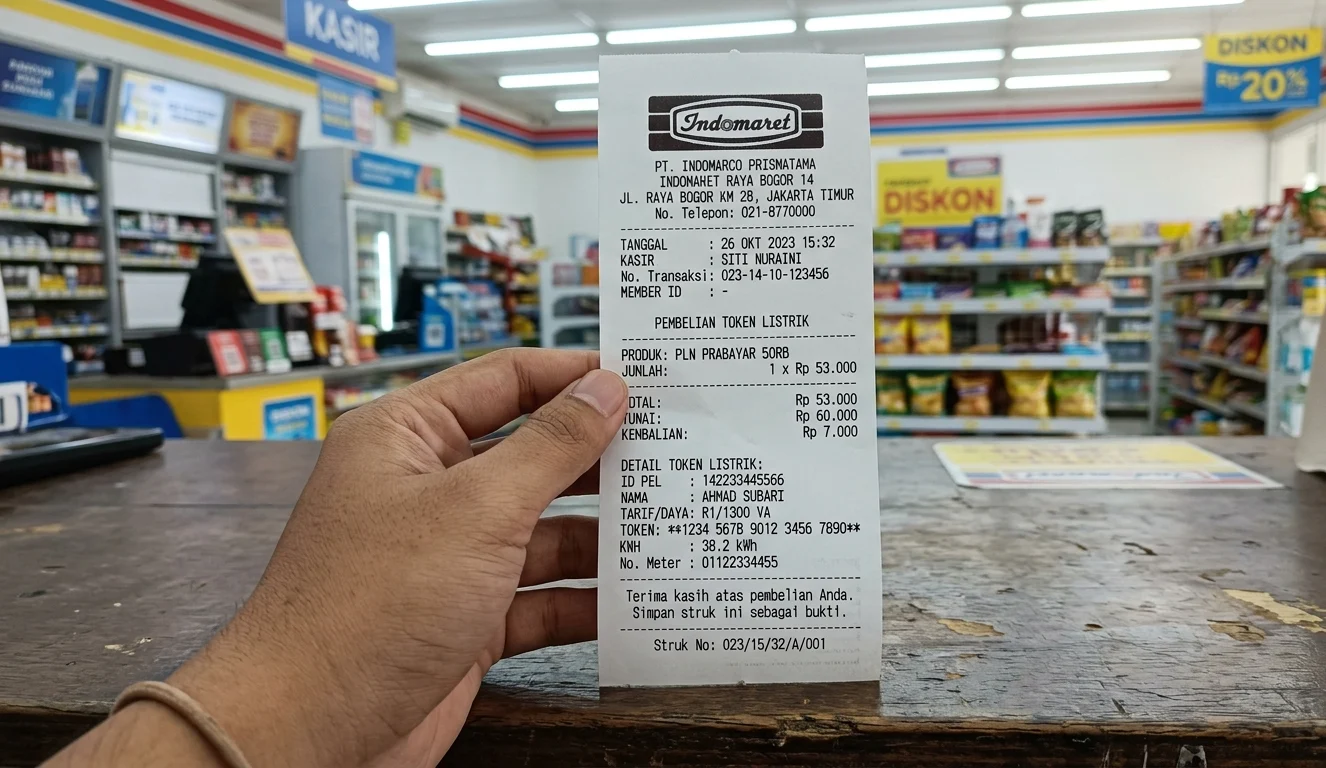 KASIR
DISKON
Rp 20%
DISKON
Indomaret
PT. INDOMARCO PRISNATAMA
INDOMAHET RAYA BOGOR 14
JL. RAYA BOGOR KM 28, JAKARTA TIMUR
No. Telepon: 021-8770000
TANGGAL : 26 OKT 2023 15:32
KASIR : SITI NURAINI
No. Transaksi: 023-14-10-123456
MEMBER ID : -
PEMBELIAN TOKEN LISTRIK
PRODUK: PLN PRABAYAR 50RB
JUNLAH: 1 x Rp 53.000
OTAL: Rp 53.000
TUNAI: Rp 60.000
KENBALIAN: Rp 7.000
DETAIL TOKEN LISTRIK:
ID PEL : 142233445566
NAMA : AHMAD SUBARI
TARIF/DAYA: R1/1300 VA
TOKEN: **1234 567B 9012 3456 7890**
KNH : 38.2 kWh
No. Meter : 01122334455
Terima kasih atas pembelian Anda.
Simpan struk ini sebagai bukti.
Struk No: 023/15/32/A/001